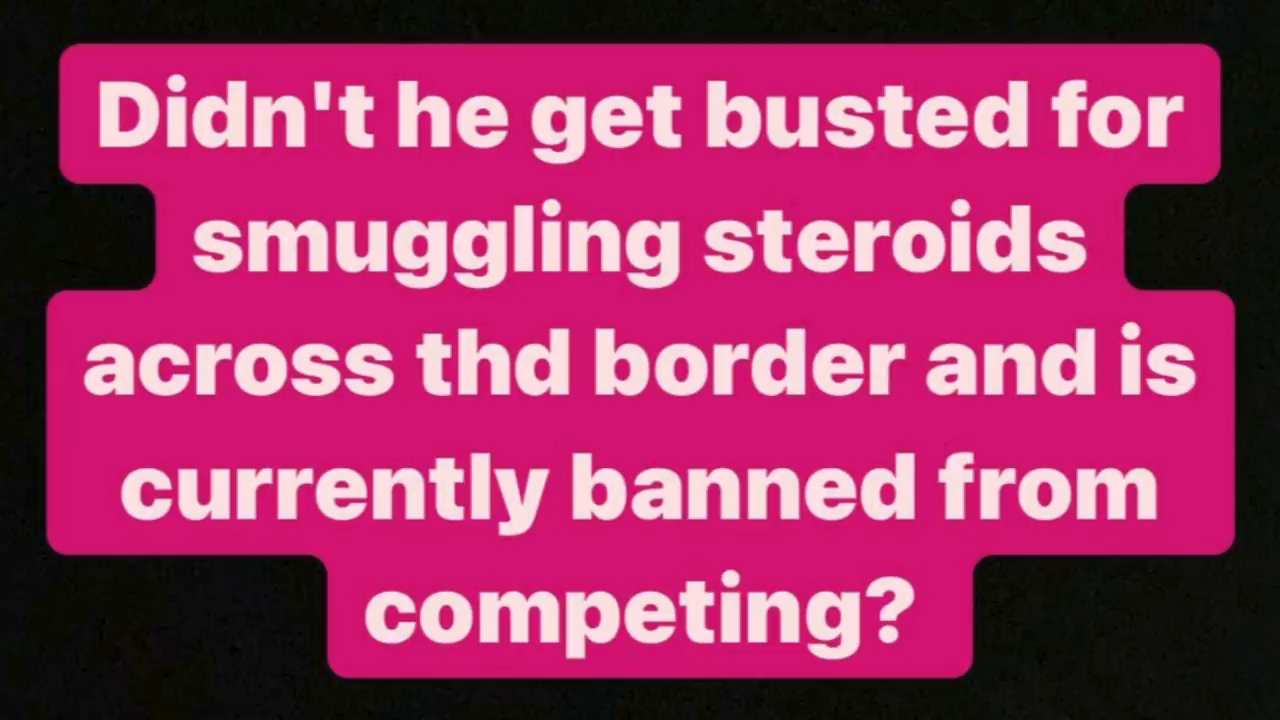 Didn't he get busted for
smuggling steroids
across thd border and is
currently banned from
competing?